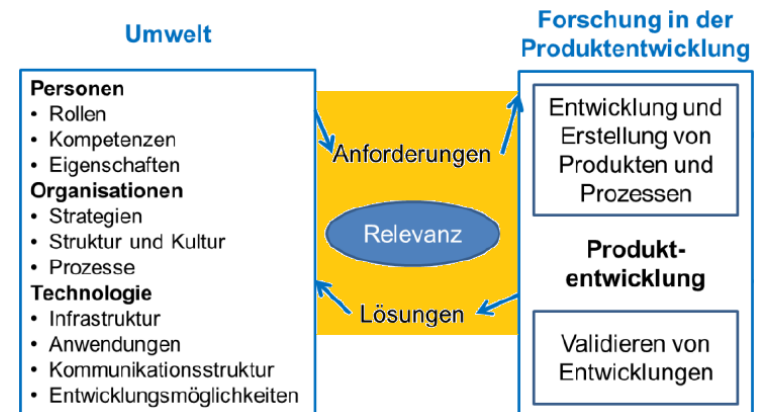 Umwelt
Personen
• Rollen
• Kompetenzen
• Eigenschaften
Organisationen
• Strategien
• Struktur und Kultur
• Prozesse
Technologie
• Infrastruktur
• Anwendungen
• Kommunikationsstruktur
• Entwicklungsmöglichkeiten
Anforderungen
Relevanz
Lösungen
Forschung in der
Produktentwicklung
Entwicklung und
Erstellung von
Produkten und
Prozessen
Produkt-
entwicklung
Validieren von
Entwicklungen